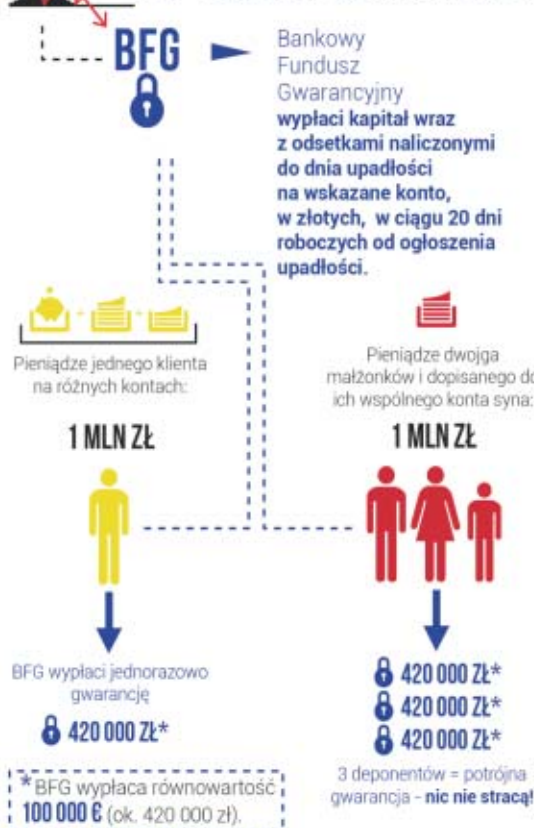 BFG
Bankowy
Fundusz
Gwarancyjny
wypłaci kapitał wraz
z odsetkami naliczonymi
do dnia upadłości
na wskazane konto,
w złotych, w ciągu 20 dni
roboczych od ogłoszenia
upadłości.
Pieniądze jednego klienta
na różnych kontach:
1 MLN ZŁ
Pieniądze dwojga
małżonków i dopisanego do
ich wspólnego konta syna:
1 MLN ZŁ
BFG wypłaci jednorazowo
gwarancję
420 000 ZŁ*
* BFG wypłaca równowartość
100 000 € (ok. 420 000 zł).
420 000 ZŁ*
420 000 ZŁ*
420 000 ZŁ*
3 deponentów = potrójna
gwarancja - nic nie stracą!